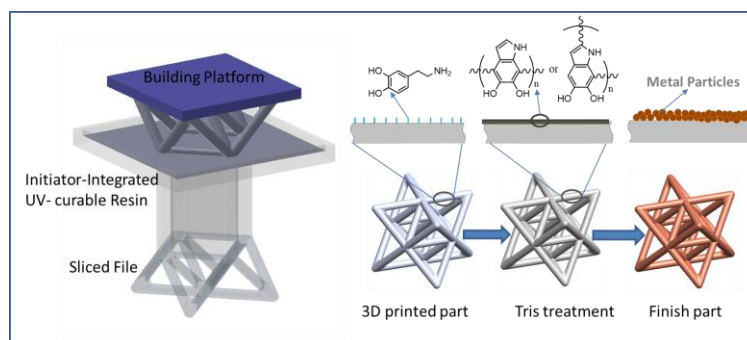 Building Platform
Initiator-Integrated
UV- curable Resin
Sliced File
HO
HO
NH₂
NH
n
HO
OH
or
NH
n
HO
OH
Metal Particles
3D printed part
Tris treatment
Finish part